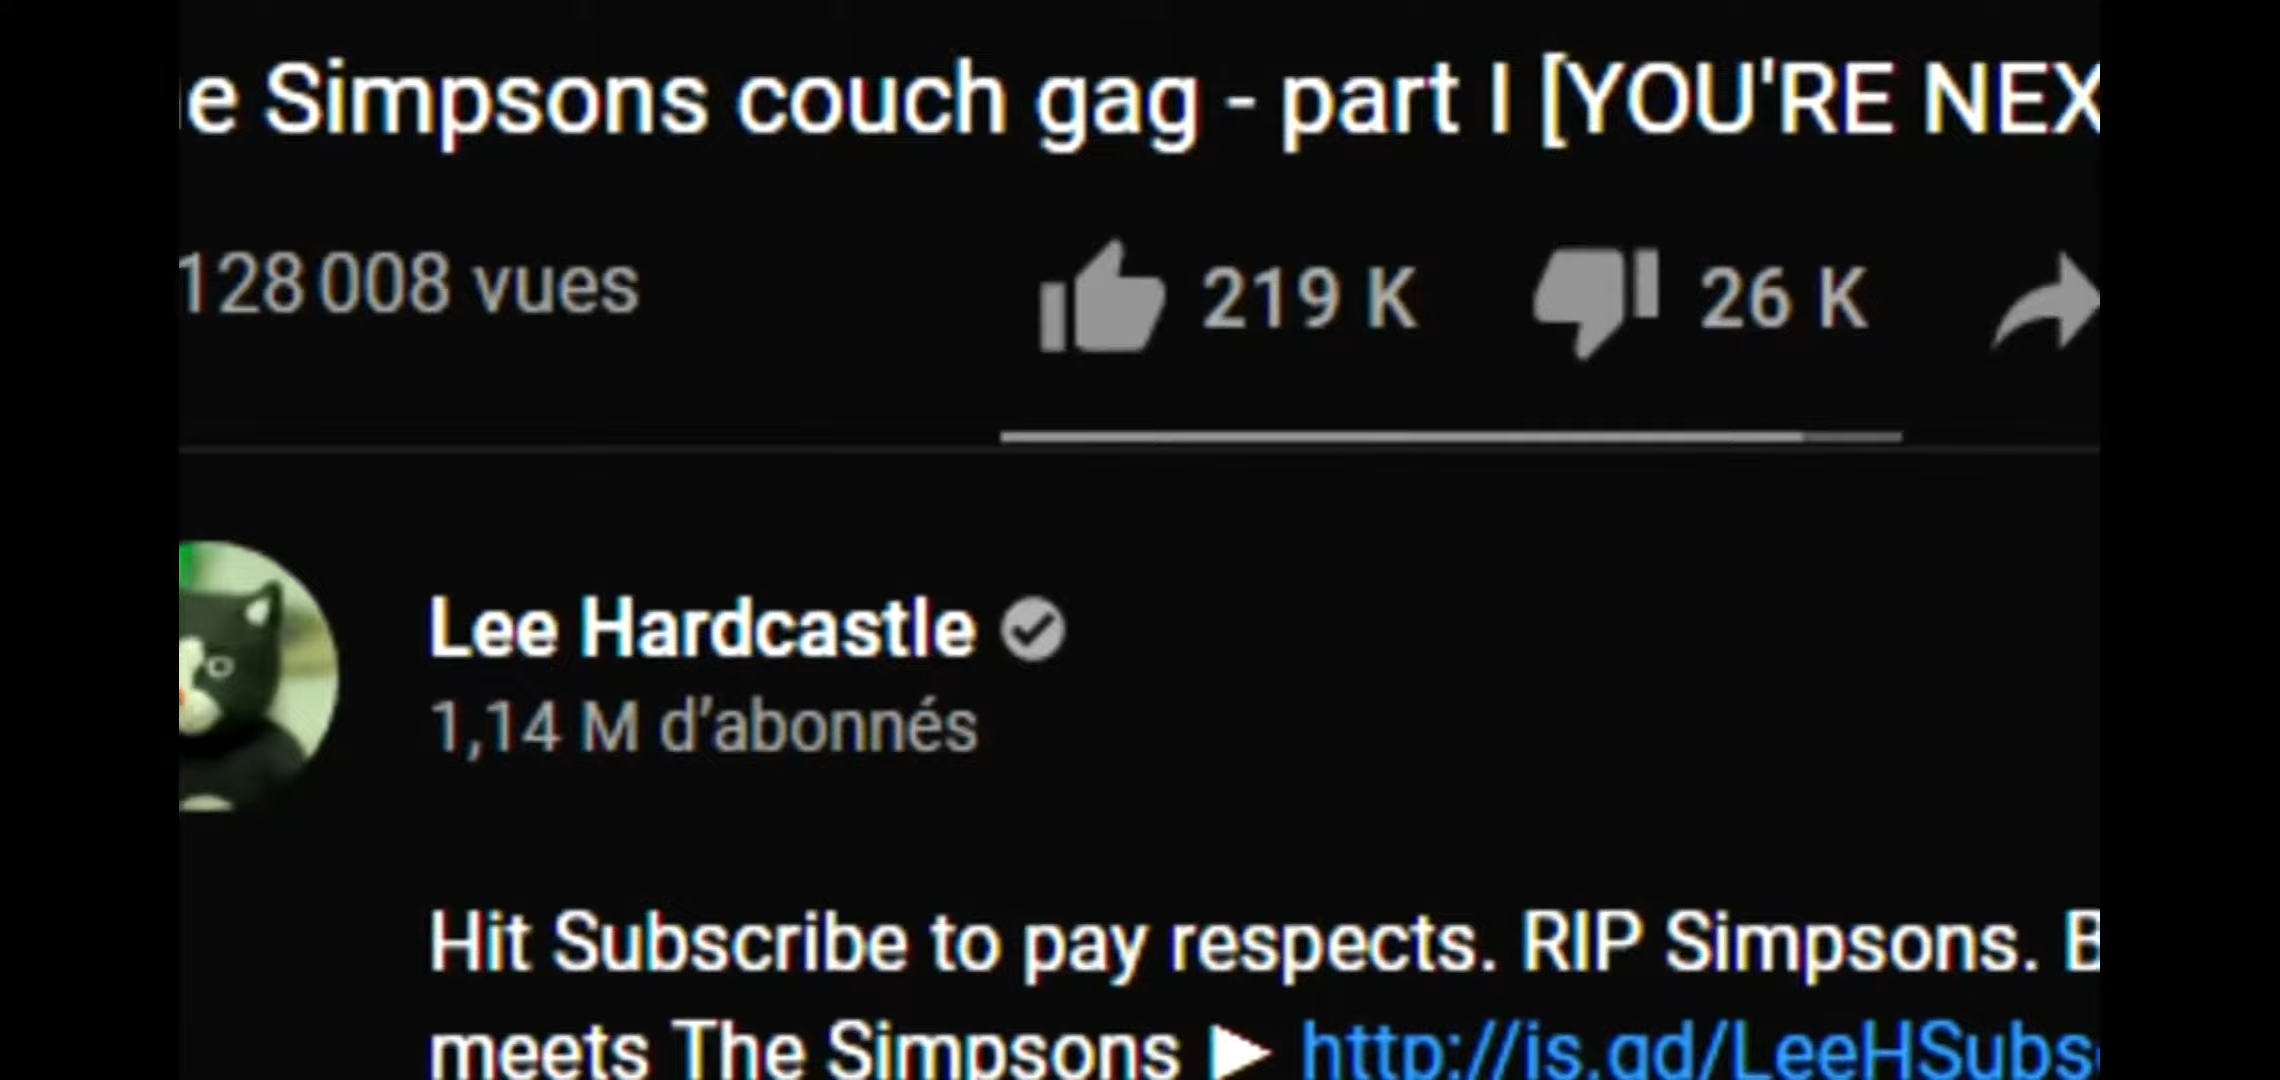 e Simpsons couch gag - part I [YOU'RE NEX
128 008 vues
219 K
26 K
Lee Hardcastle
1,14 M d'abonnés
Hit Subscribe to pay respects. RIP Simpsons. B
meets The Simpsons ▶ http://is.gd/LeeHSubs